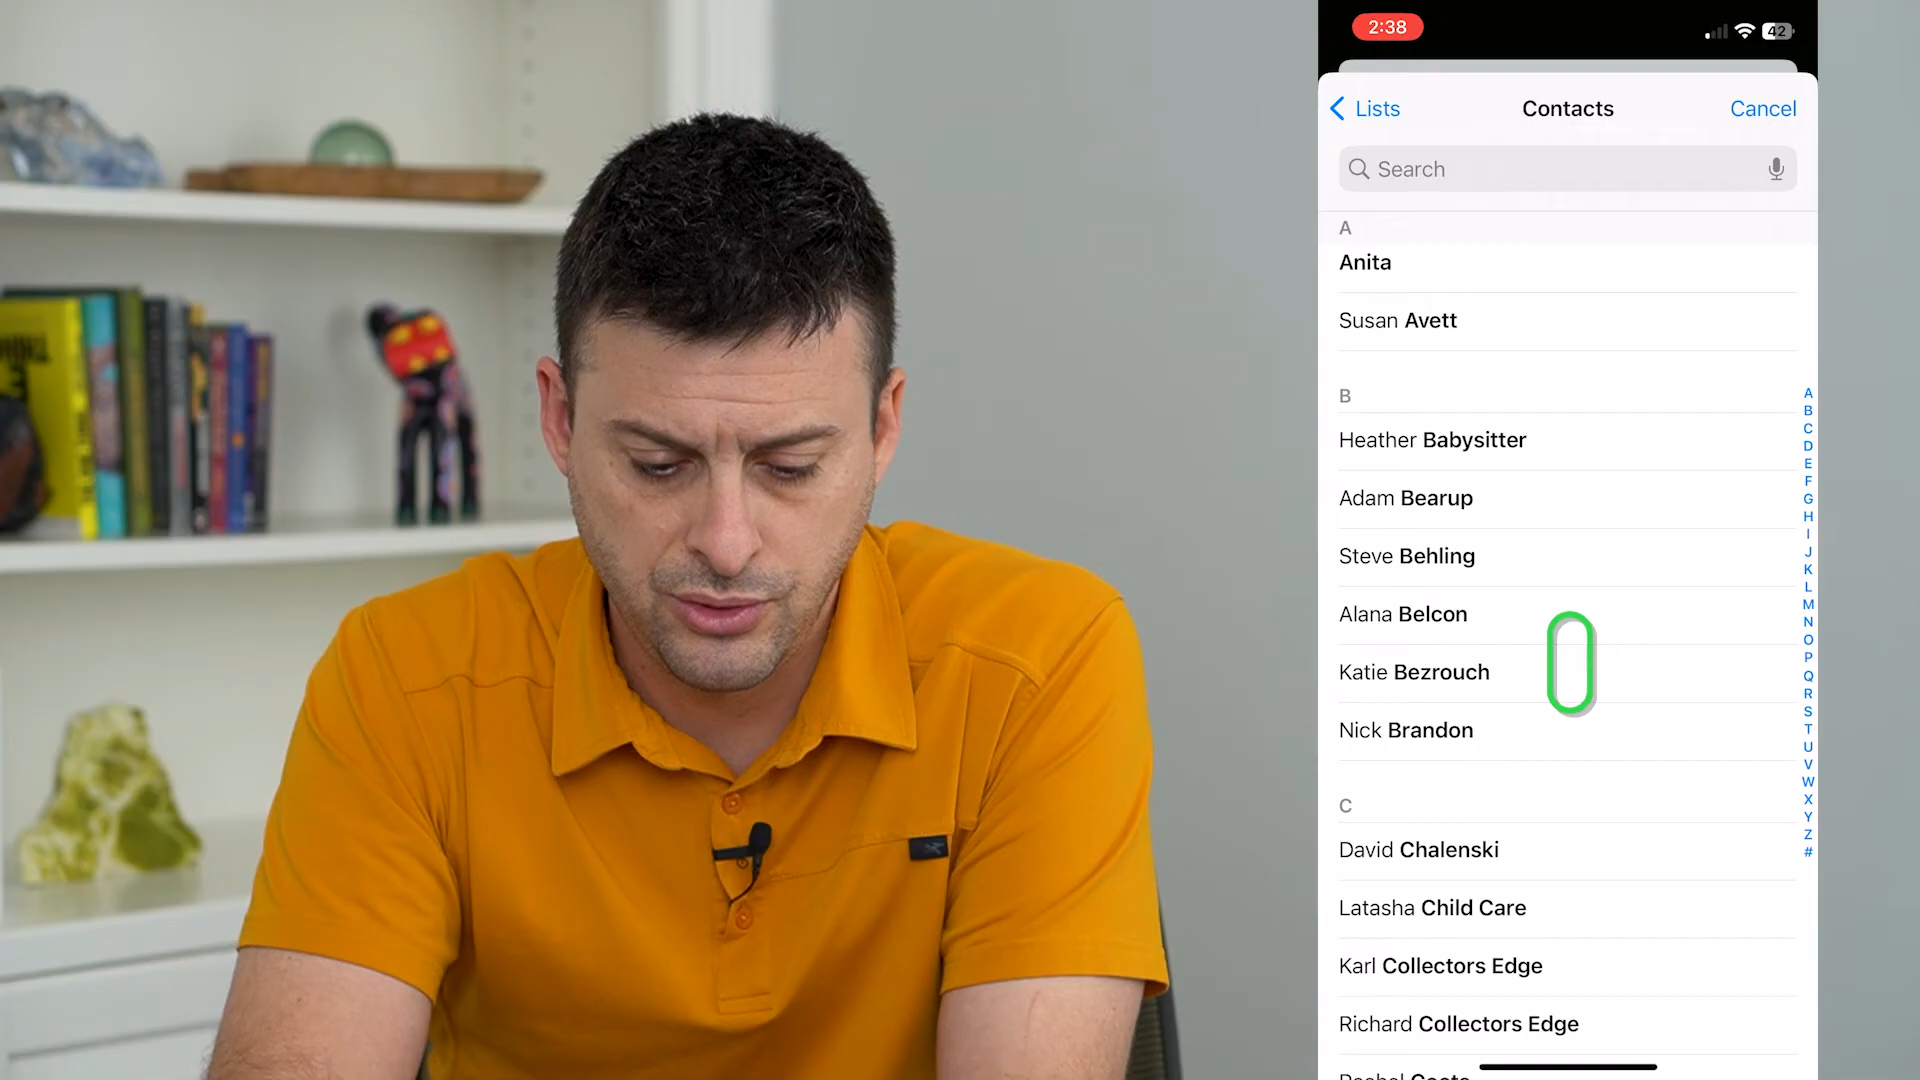 2:38
42
Lists
Contacts
Cancel
Search
A
Anita
Susan Avett
B
Heather Babysitter
Adam Bearup
Steve Behling
Alana Belcon
Katie Bezrouch
Nick Brandon
C
David Chalenski
Latasha Child Care
Karl Collectors Edge
Richard Collectors Edge
A
B
C
D
E
F
G
H
I
J
K
L
M
N
O
P
Q
R
S
T
U
V
W
X
Y
Z
#